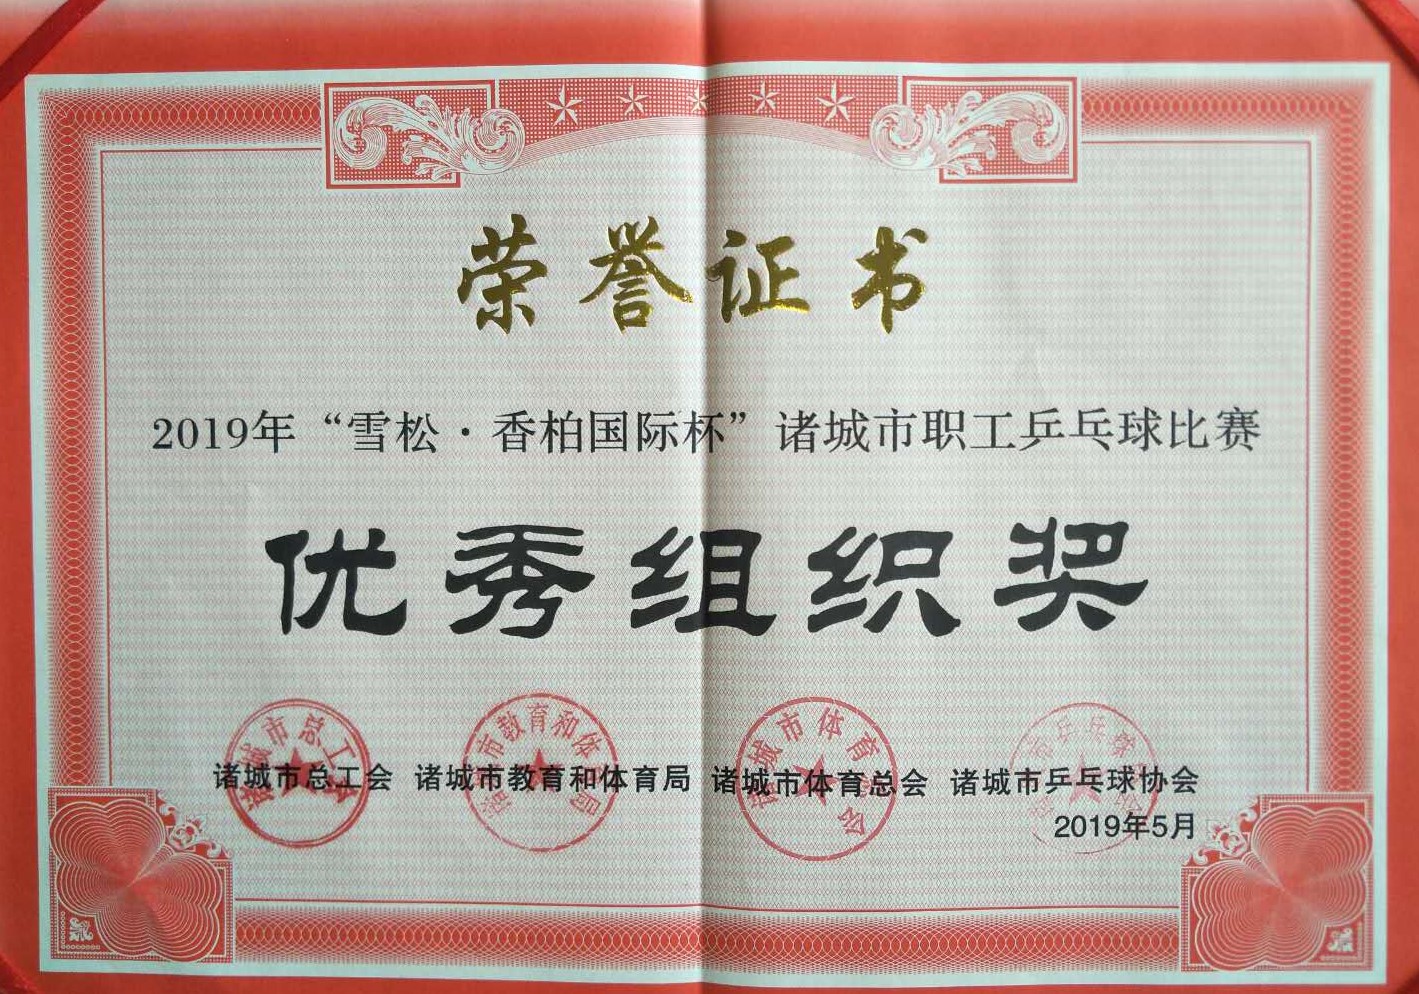 荣誉证书
2019年“雪松·香柏国际杯”诸城市职工乒乓球比赛
优秀组织奖
诸城市总工会 诸城市教育和体育局 诸城市体育总会 诸城市乒乓球协会
2019年5月